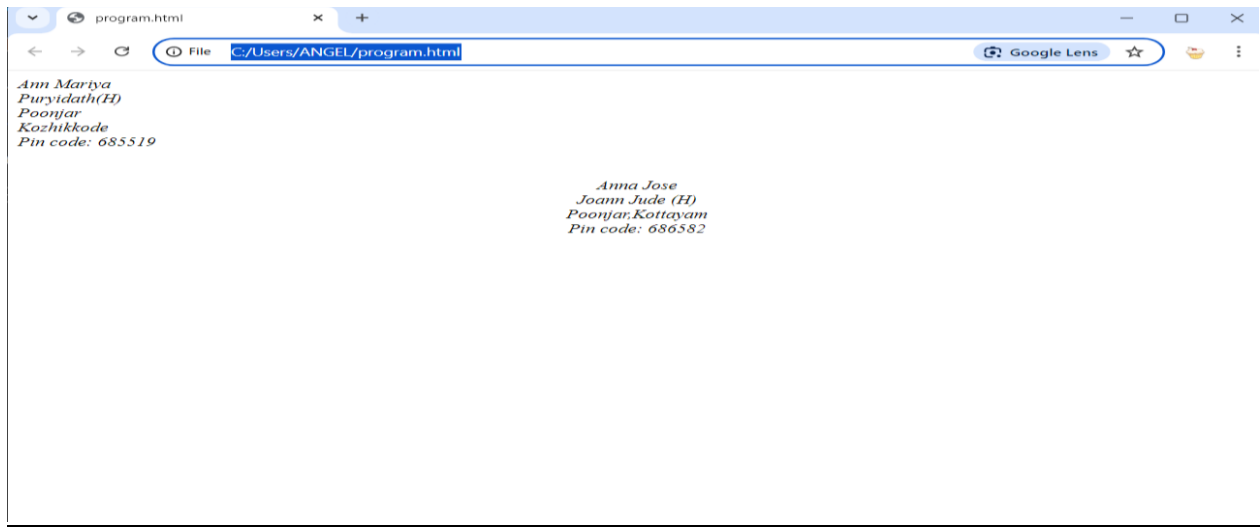 program.html
File C:/Users/ANGEL/program.html Google Lens
Ann Mariya
Puryidath(H)
Poonjar
Kozhikkode
Pin code: 685519
Anna Jose
Joann Jude (H)
Poonjar,Kottayam
Pin code: 686582